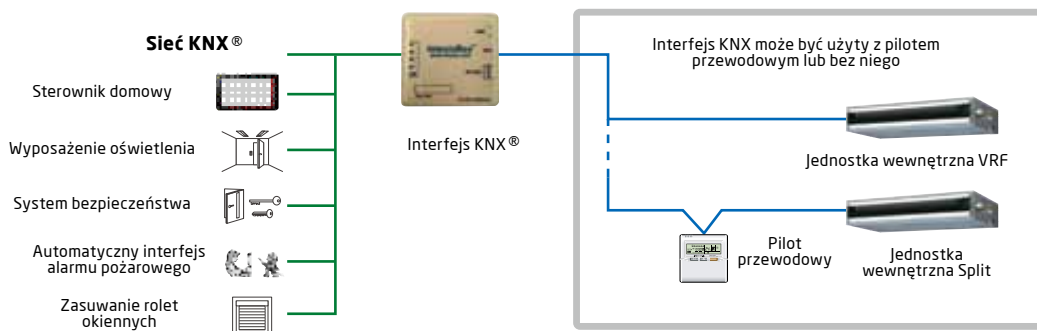 Sieć KNX®
Sterownik domowy
Wyposażenie oświetlenia
System bezpieczeństwa
Automatyczny interfejs
alarmu pożarowego
Zasuwanie rolet
okiennych
Interfejs KNX®
Interfejs KNX może być użyty z pilotem
przewodowym lub bez niego
Jednostka wewnętrzna VRF
Pilot
przewodowy
Jednostka
wewnętrzna Split